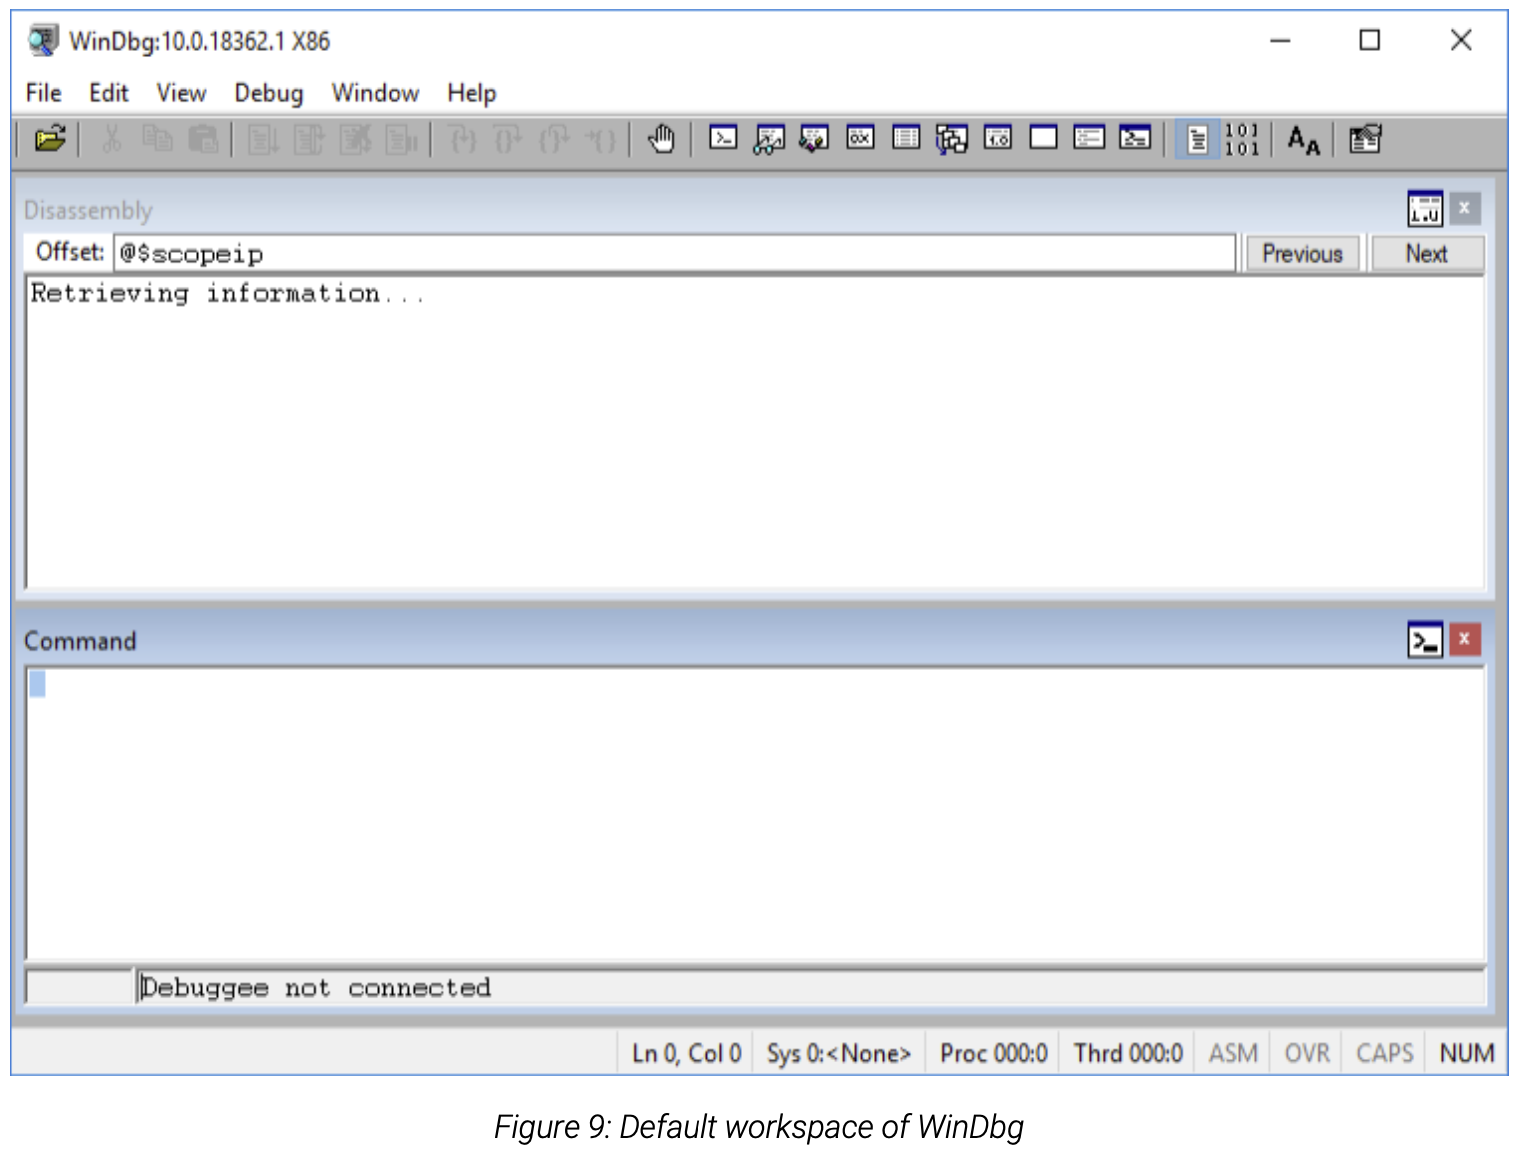 WinDbg:10.0.18362.1 X86
File Edit View Debug Window Help
101
101
AA
Disassembly
Offset: @$scopeip Previous Next
Retrieving information...
Command
Debuggee not connected
Ln 0, Col 0 Sys 0:<None> Proc 000:0 Thrd 000:0 ASM OVR CAPS NUM
Figure 9: Default workspace of WinDbg